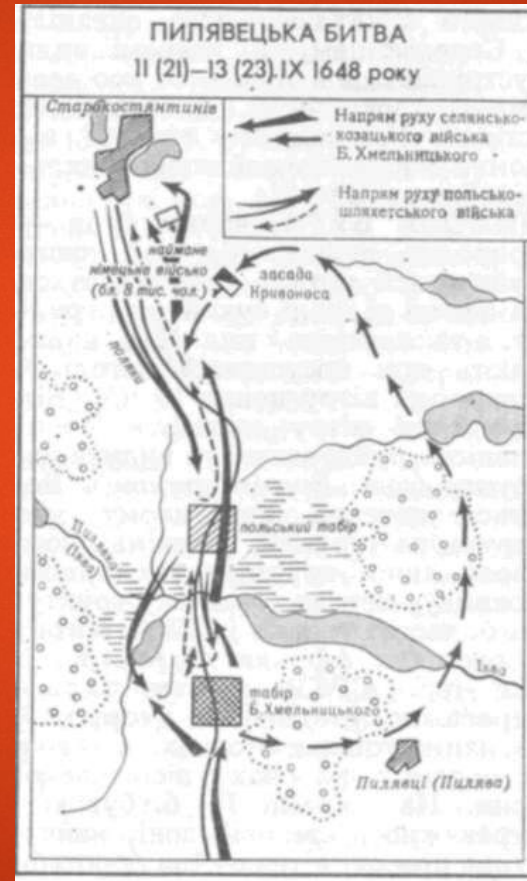 ПИЛЯВЕЦЬКА БИТВА
11 (21)—13 (23).IX 1648 року
Старокостянтинів
Напрям руху селянсько-
козацького війська
Б. Хмельницького
Напрям руху польсько-
шляхетського війська
наймане
німецьке військо
(бл. 8 тис. чол.)
засада
Кривоноса
поляки
польський табір
Пилявка
(Іква)
Іква
табір
Б. Хмельницького
Пилявці (Пилява)